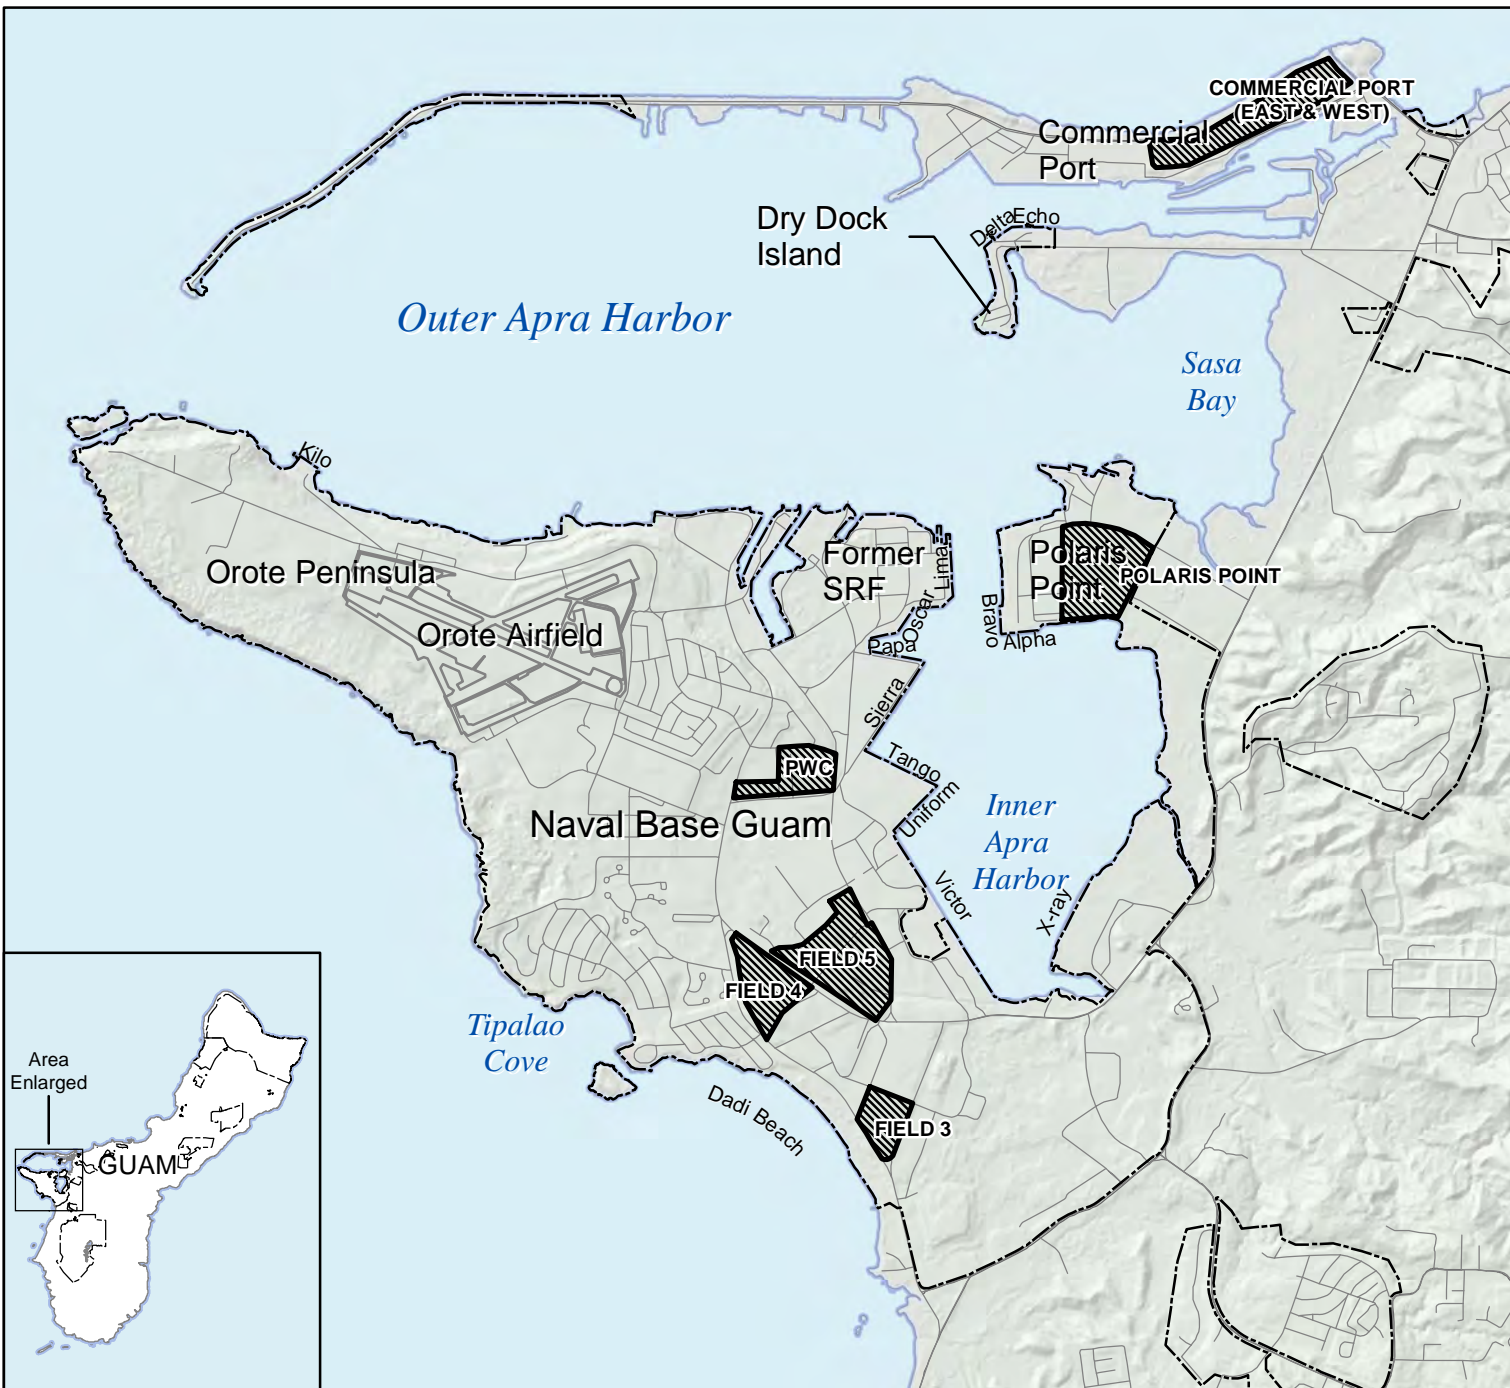 COMMERCIAL PORT
(EAST & WEST)
Commercial
Port
Dry Dock
Island
Delta
Echo
Outer Apra Harbor
Sasa
Bay
Kilo
Orote Peninsula
Former
SRF
Lima
Polaris
Point
POLARIS POINT
Orote Airfield
Oscar
Papa
Bravo
Alpha
Sierra
Tango
PWC
Uniform
Naval Base Guam
Inner
Apra
Harbor
Victor
X-ray
FIELD 5
FIELD 4
Tipalao
Cove
Dadi Beach
FIELD 3
Area
Enlarged
GUAM